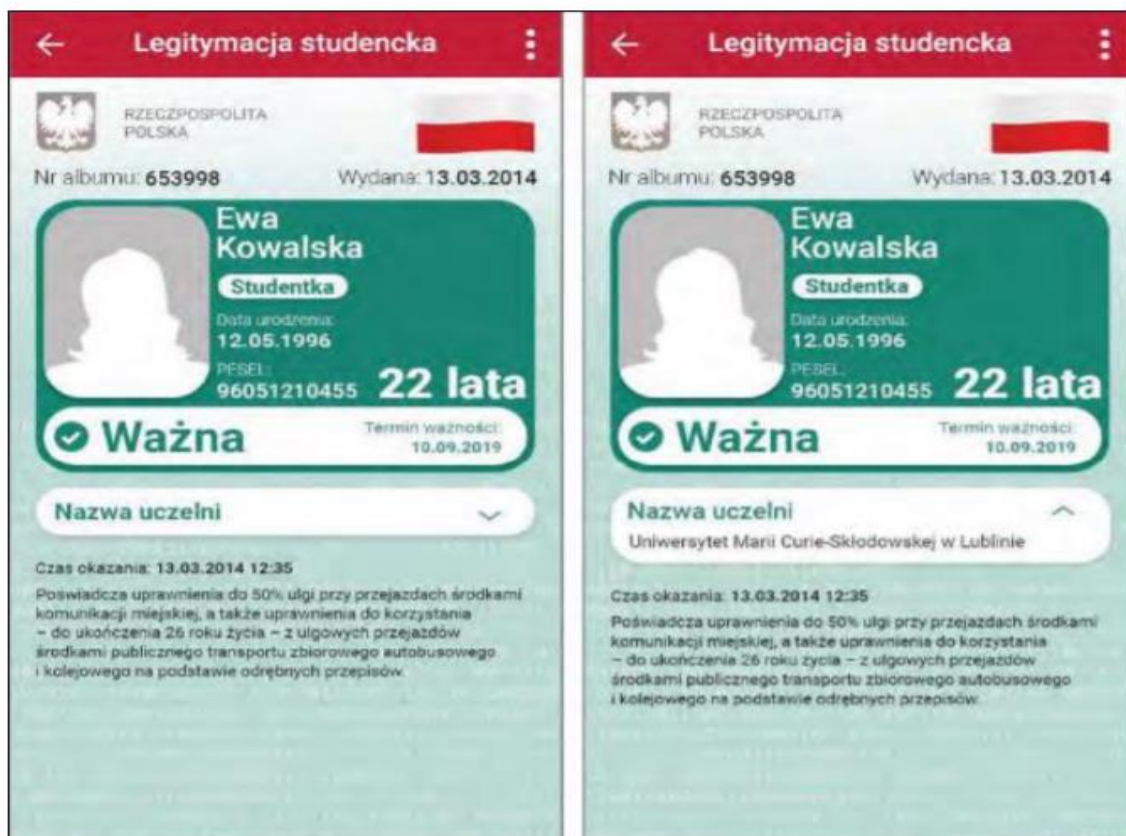 Legitymacja studencka
RZECZPOSPOLITA
POLSKA
Nr albumu: 653998 Wydana: 13.03.2014
Ewa
Kowalska
Studentka
Data urodzenia:
12.05.1996
PESEL:
96051210455 22 lata
Ważna
Termin ważności:
10.09.2019
Nazwa uczelni
Czas okazania: 13.03.2014 12:35
Poświadcza uprawnienia do 50% ulgi przy przejazdach środkami
komunikacji miejskiej, a także uprawnienia do korzystania
– do ukończenia 26 roku życia – z ulgowych przejazdów
środkami publicznego transportu zbiorowego autobusowego
i kolejowego na podstawie odrębnych przepisów.
Legitymacja studencka
RZECZPOSPOLITA
POLSKA
Nr albumu: 653998 Wydana: 13.03.2014
Ewa
Kowalska
Studentka
Data urodzenia:
12.05.1996
PESEL:
96051210455 22 lata
Ważna
Termin ważności:
10.09.2019
Nazwa uczelni
Uniwersytet Marii Curie-Skłodowskej w Lublinie
Czas okazania: 13.03.2014 12:35
Poświadcza uprawnienia do 50% ulgi przy przejazdach środkami
komunikacji miejskiej, a także uprawnienia do korzystania
– do ukończenia 26 roku życia – z ulgowych przejazdów
środkami publicznego transportu zbiorowego autobusowego
i kolejowego na podstawie odrębnych przepisów.